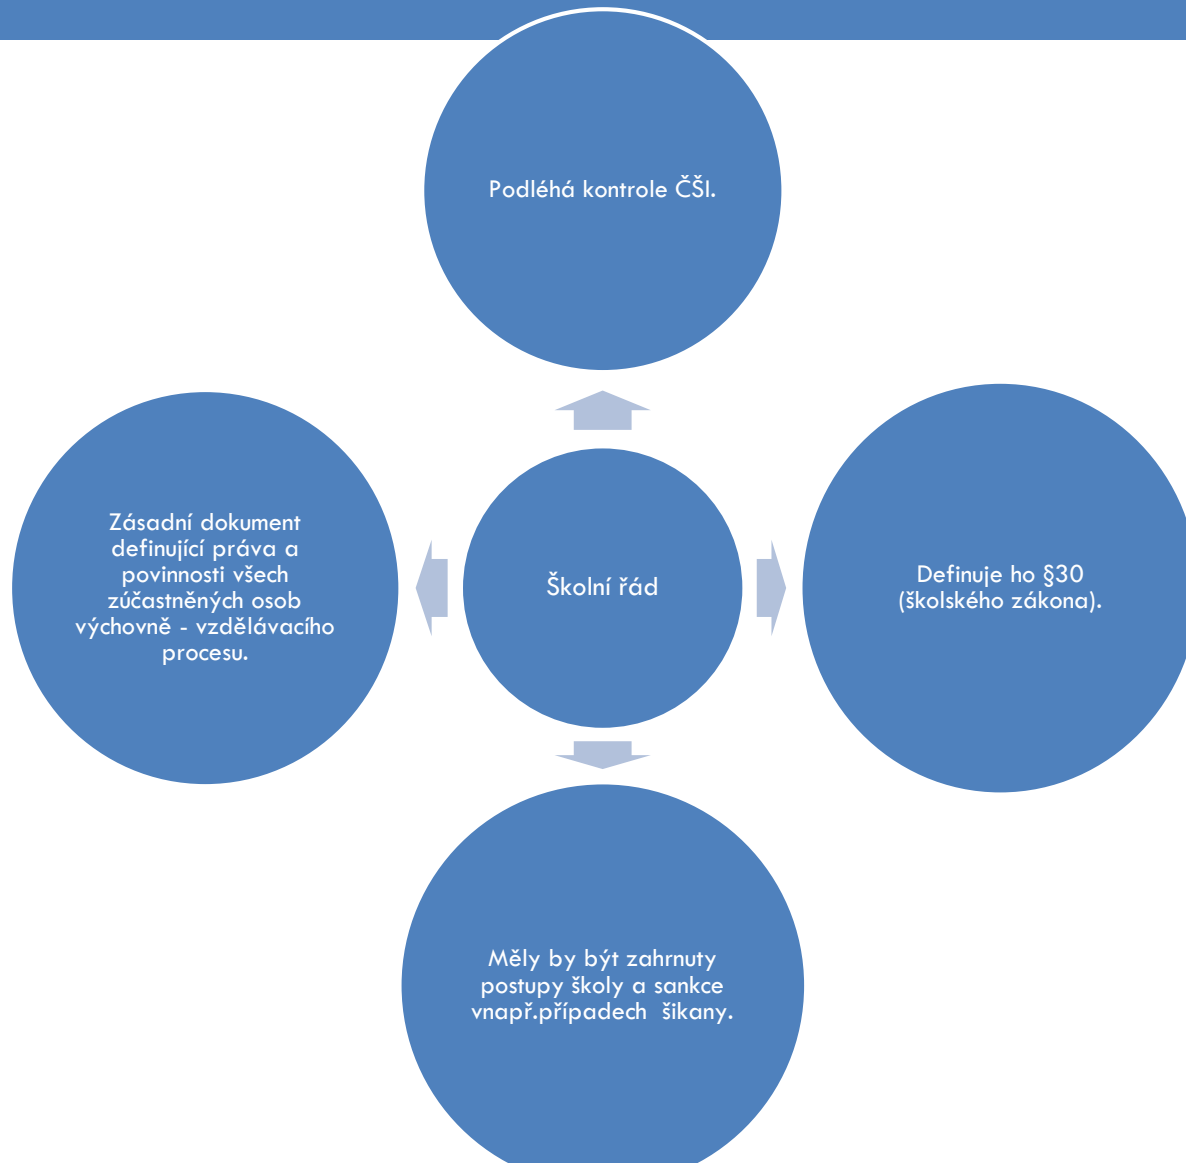 Podléhá kontrole ČŠI.
Zásadní dokument
definující práva a
povinnosti všech
zúčastněných osob
výchovně - vzdělávacího
procesu.
Školní řád
Definuje ho §30
(školského zákona).
Měly by být zahrnuty
postupy školy a sankce
vnapř.případech  šikany.